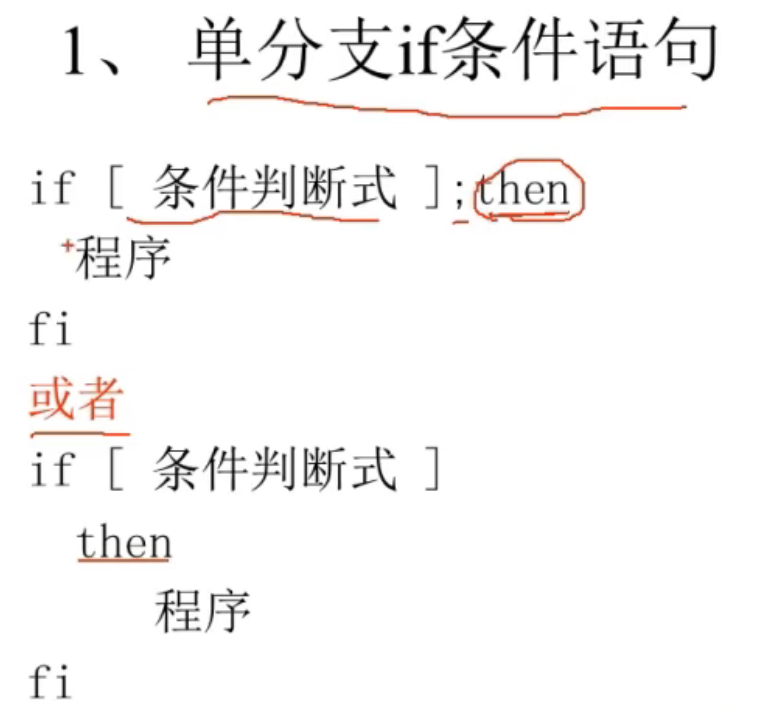 1、 单分支if条件语句
if [ 条件判断式 ];then
程序
fi
或者
if [ 条件判断式 ]
then
程序
fi